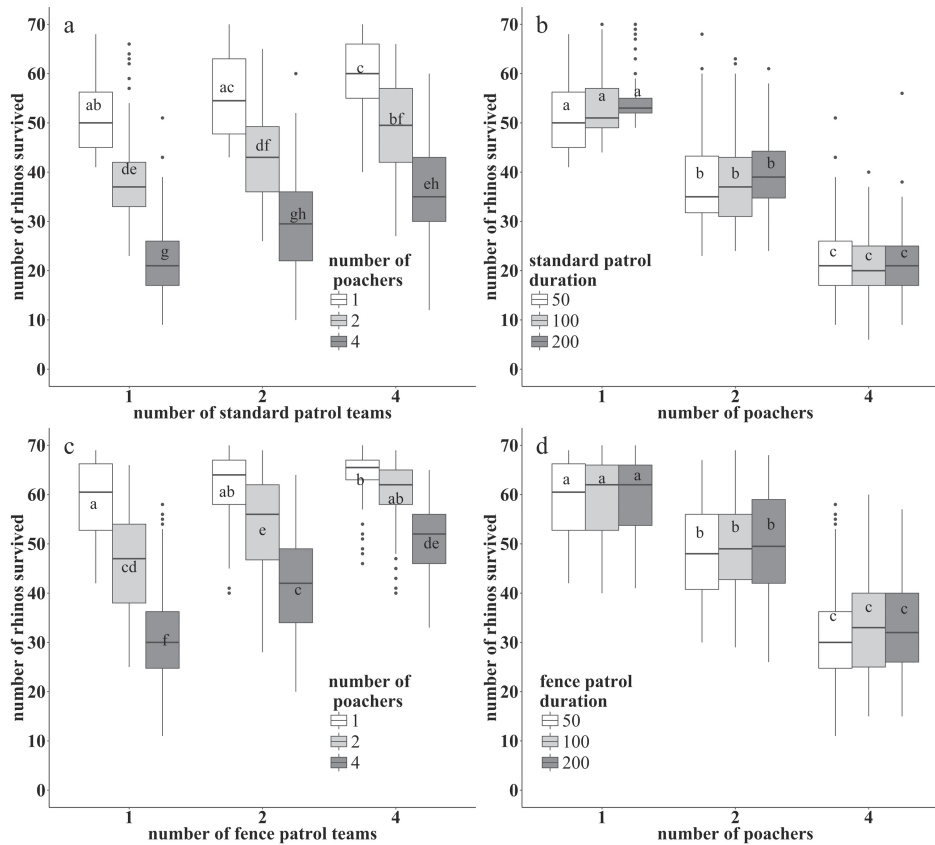 a
number of rhinos survived
70
60
50
40
30
20
10
0
ab
de
g
ac
df
gh
c
bf
eh
number of
poachers
1
2
4
1 2 4
number of standard patrol teams
b
number of rhinos survived
70
60
50
40
30
20
10
0
a
a
a
b
b
b
c
c
c
standard patrol
duration
50
100
200
1 2 4
number of poachers
c
number of rhinos survived
70
60
50
40
30
20
10
0
a
cd
f
ab
e
c
b
ab
de
number of
poachers
1
2
4
1 2 4
number of fence patrol teams
d
number of rhinos survived
70
60
50
40
30
20
10
0
a
a
a
b
b
b
c
c
c
fence patrol
duration
50
100
200
1 2 4
number of poachers